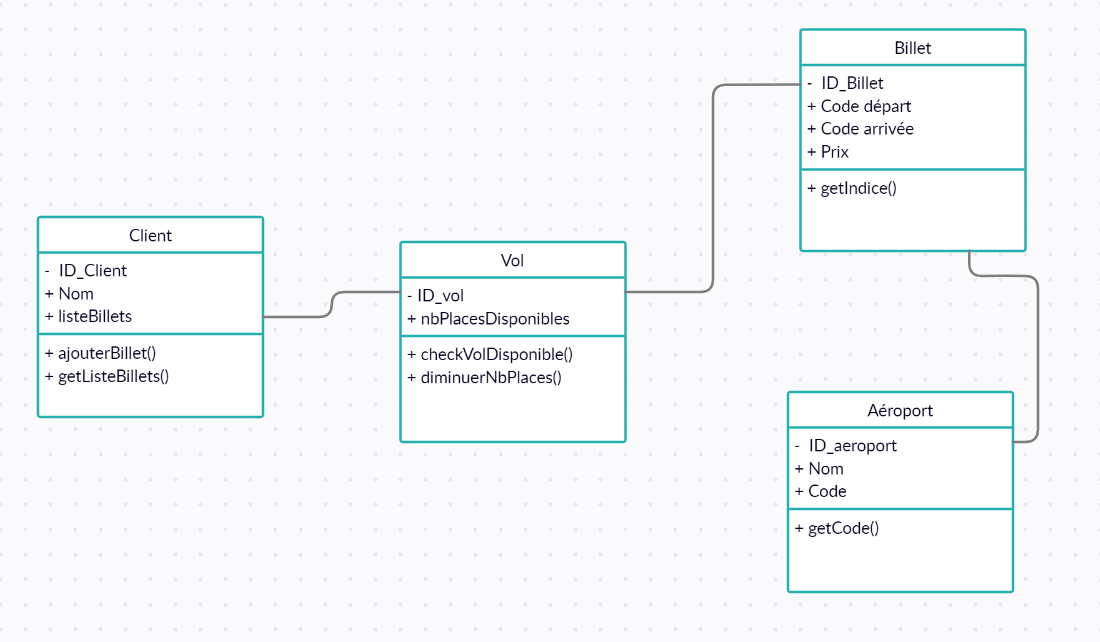 Client
- ID_Client
+ Nom
+ listeBillets
+ ajouterBillet()
+ getListeBillets()
Vol
- ID_vol
+ nbPlacesDisponibles
+ checkVolDisponible()
+ diminuerNbPlaces()
Billet
- ID_Billet
+ Code départ
+ Code arrivée
+ Prix
+ getIndice()
Aéroport
- ID_aeroport
+ Nom
+ Code
+ getCode()